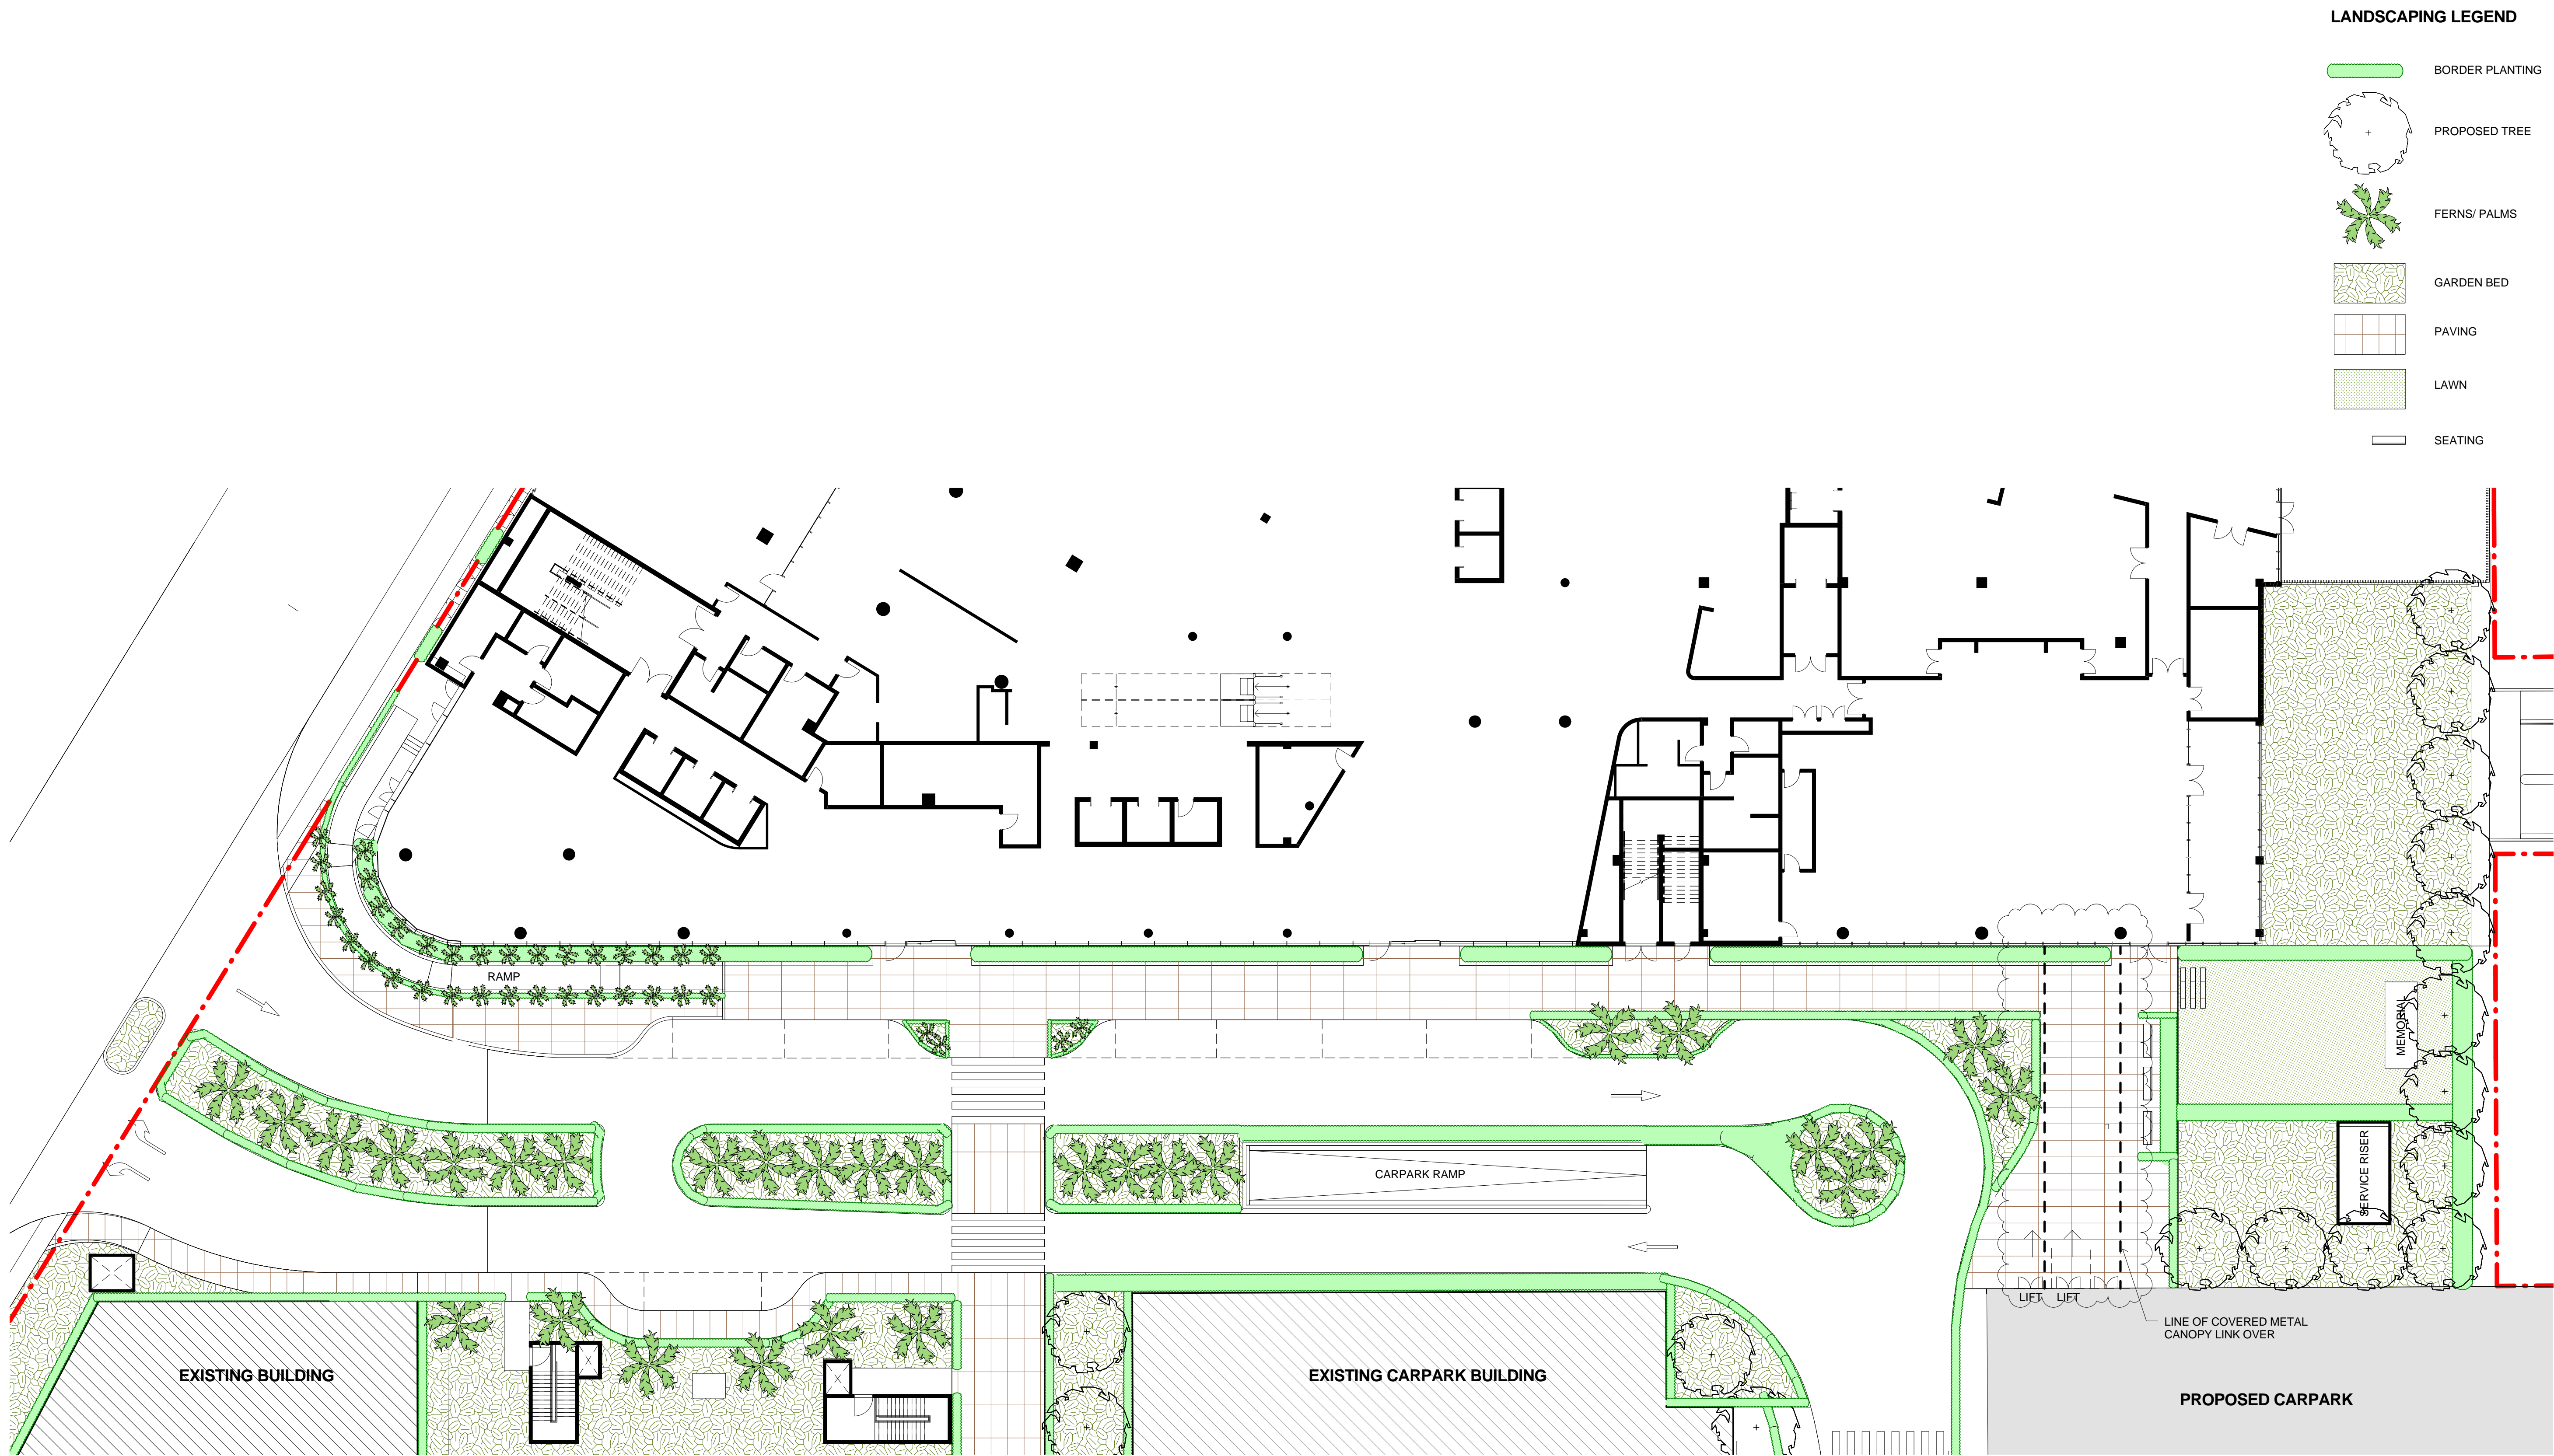 LANDSCAPING LEGEND
BORDER PLANTING
PROPOSED TREE
FERNS/ PALMS
GARDEN BED
PAVING
LAWN
SEATING
RAMP
MEMORIAL
CARPARK RAMP
SERVICE RISER
LIFT LIFT
LINE OF COVERED METAL
CANOPY LINK OVER
EXISTING BUILDING
EXISTING CARPARK BUILDING
PROPOSED CARPARK